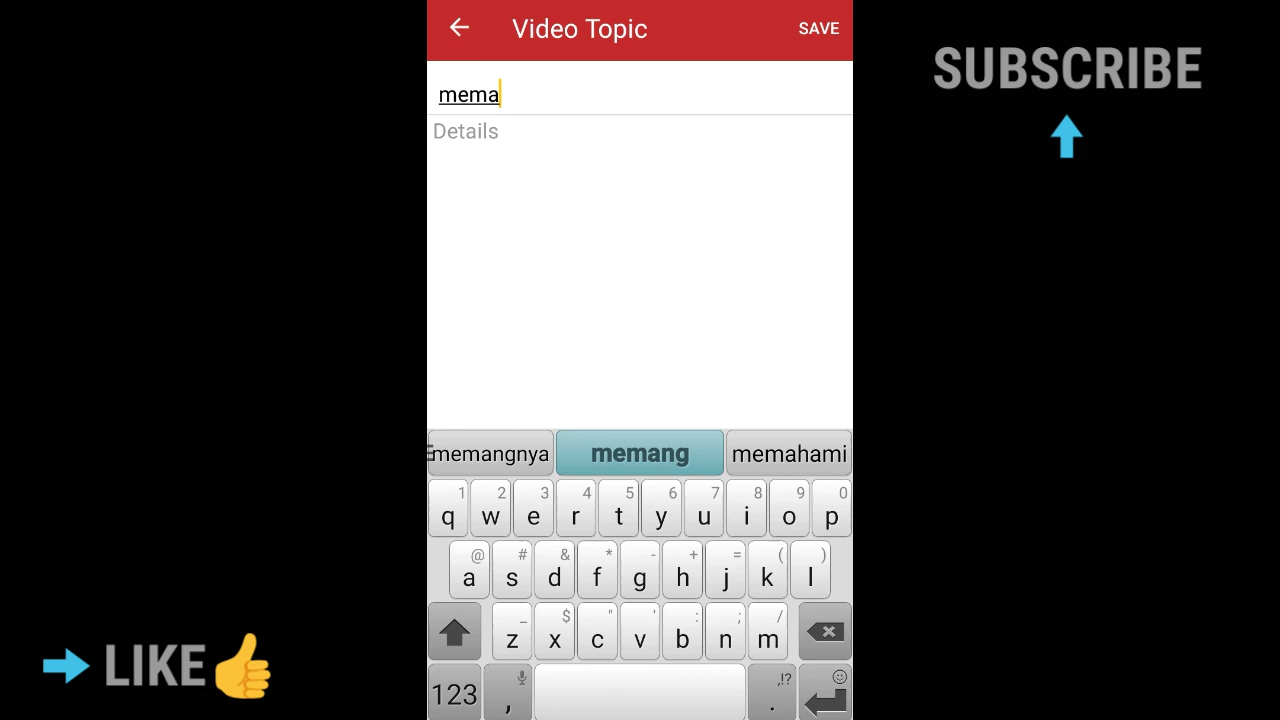 Video Topic SAVE
SUBSCRIBE
mema
Details
memangnya memang memahami
1 2 3 4 5 6 7 8 9 0
q w e r t y u i o p
@ # & * - + = ( )
a s d f g h j k l
_ $ " ' : ; /
z x c v b n m
LIKE
,!?
123 , .